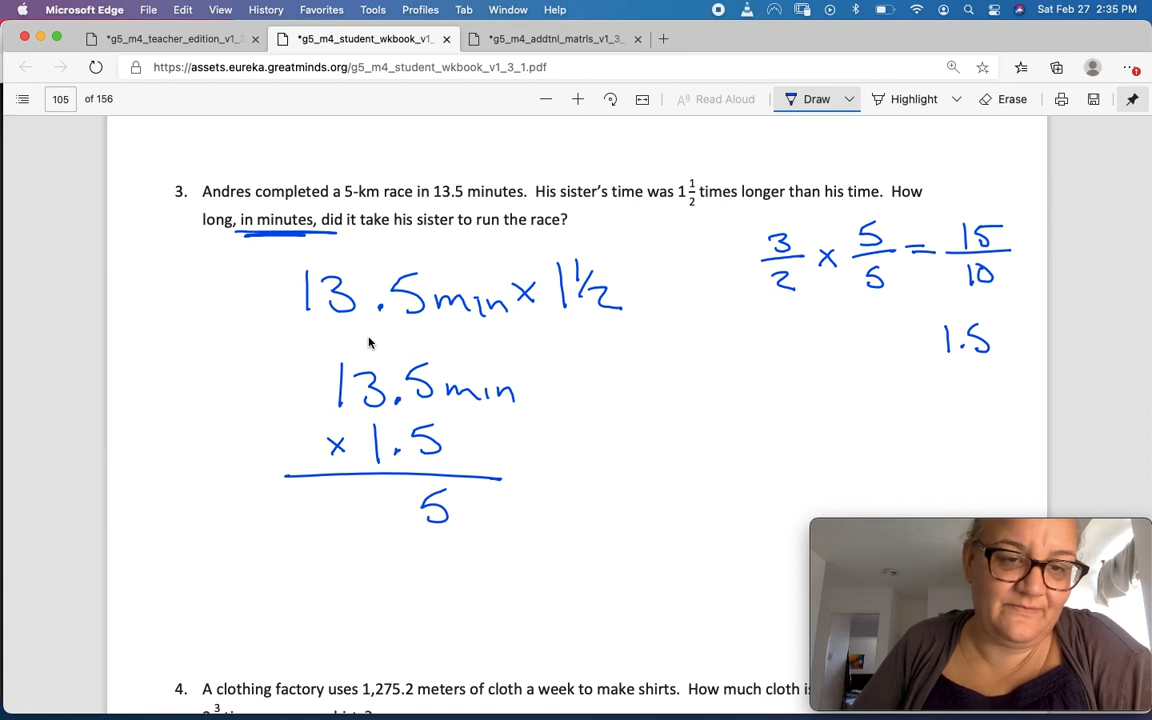 Microsoft Edge File Edit View History Favorites Tools Profiles Tab Window Help Sat Feb 27 2:35 PM
*g5_m4_teacher_edition_v1_ *g5_m4_student_wkbook_v1_ *g5_m4_addtnl_matrls_v1_3_
https://assets.eureka.greatminds.org/g5_m4_student_wkbook_v1_3_1.pdf
105 of 156 Read Aloud Draw Highlight Erase
3. Andres completed a 5-km race in 13.5 minutes. His sister's time was 1 1/2 times longer than his time. How
long, in minutes, did it take his sister to run the race?
3/2 × 5/5 = 15/10
13.5min × 1 1/2
1.5
13.5min
× 1.5
5
4. A clothing factory uses 1,275.2 meters of cloth a week to make shirts. How much cloth i